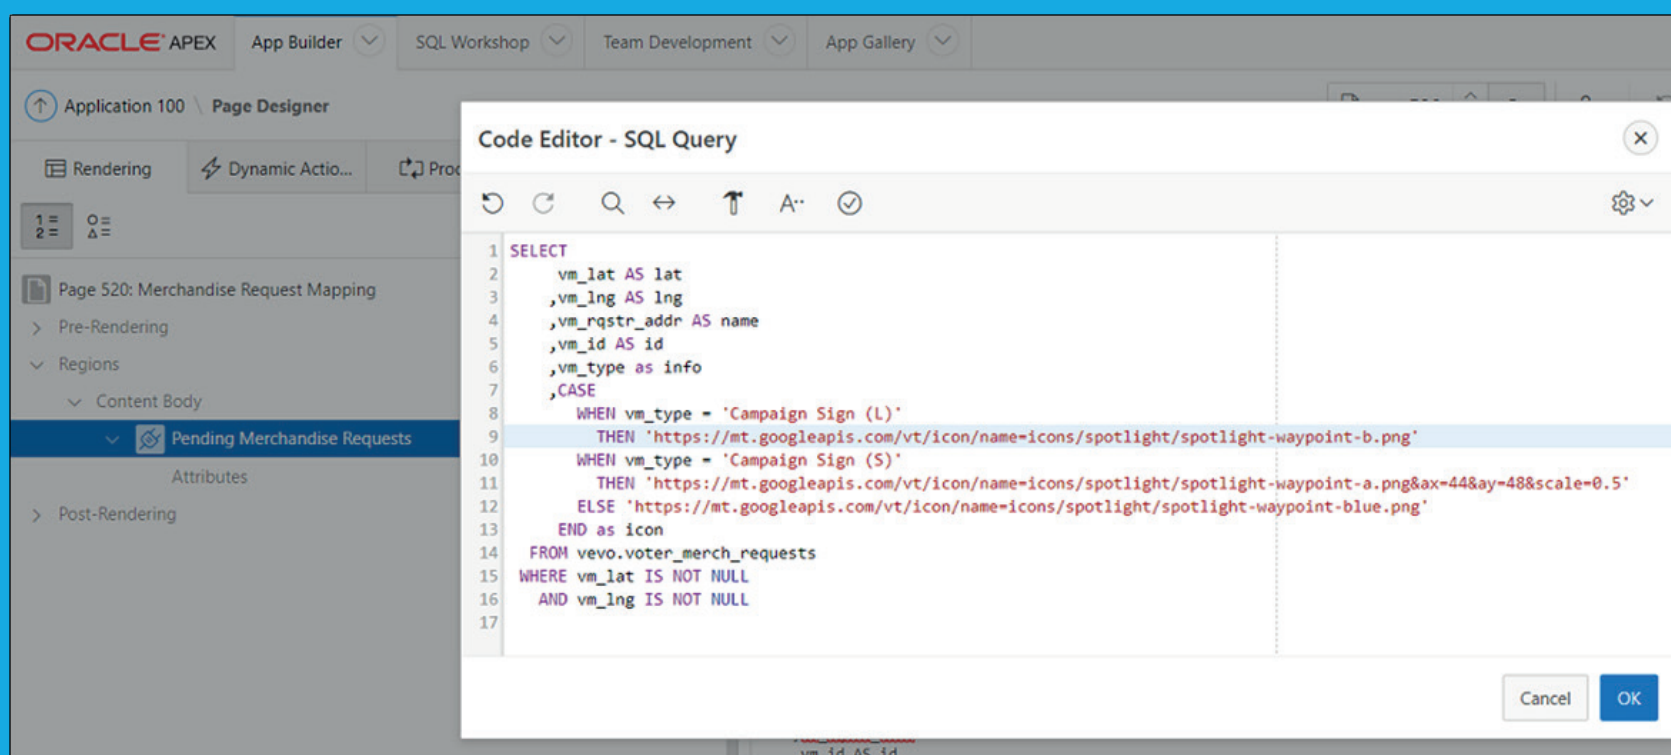 ORACLE APEX App Builder SQL Workshop Team Development App Gallery
Application 100 \ Page Designer
Code Editor - SQL Query
Rendering Dynamic Actio... Proc
1 =
2 =
1 SELECT
2 vm_lat AS lat
3 ,vm_lng AS lng
4 ,vm_rqstr_addr AS name
5 ,vm_id AS id
6 ,vm_type as info
7 ,CASE
8 WHEN vm_type = 'Campaign Sign (L)'
9 THEN 'https://mt.googleapis.com/vt/icon/name=icons/spotlight/spotlight-waypoint-b.png'
10 WHEN vm_type = 'Campaign Sign (S)'
11 THEN 'https://mt.googleapis.com/vt/icon/name=icons/spotlight/spotlight-waypoint-a.png&ax=44&ay=48&scale=0.5'
12 ELSE 'https://mt.googleapis.com/vt/icon/name=icons/spotlight/spotlight-waypoint-blue.png'
13 END as icon
14 FROM vevo.voter_merch_requests
15 WHERE vm_lat IS NOT NULL
16 AND vm_lng IS NOT NULL
17
Page 520: Merchandise Request Mapping
Pre-Rendering
Regions
Content Body
Pending Merchandise Requests
Attributes
Post-Rendering
Cancel OK
vm_id AS id